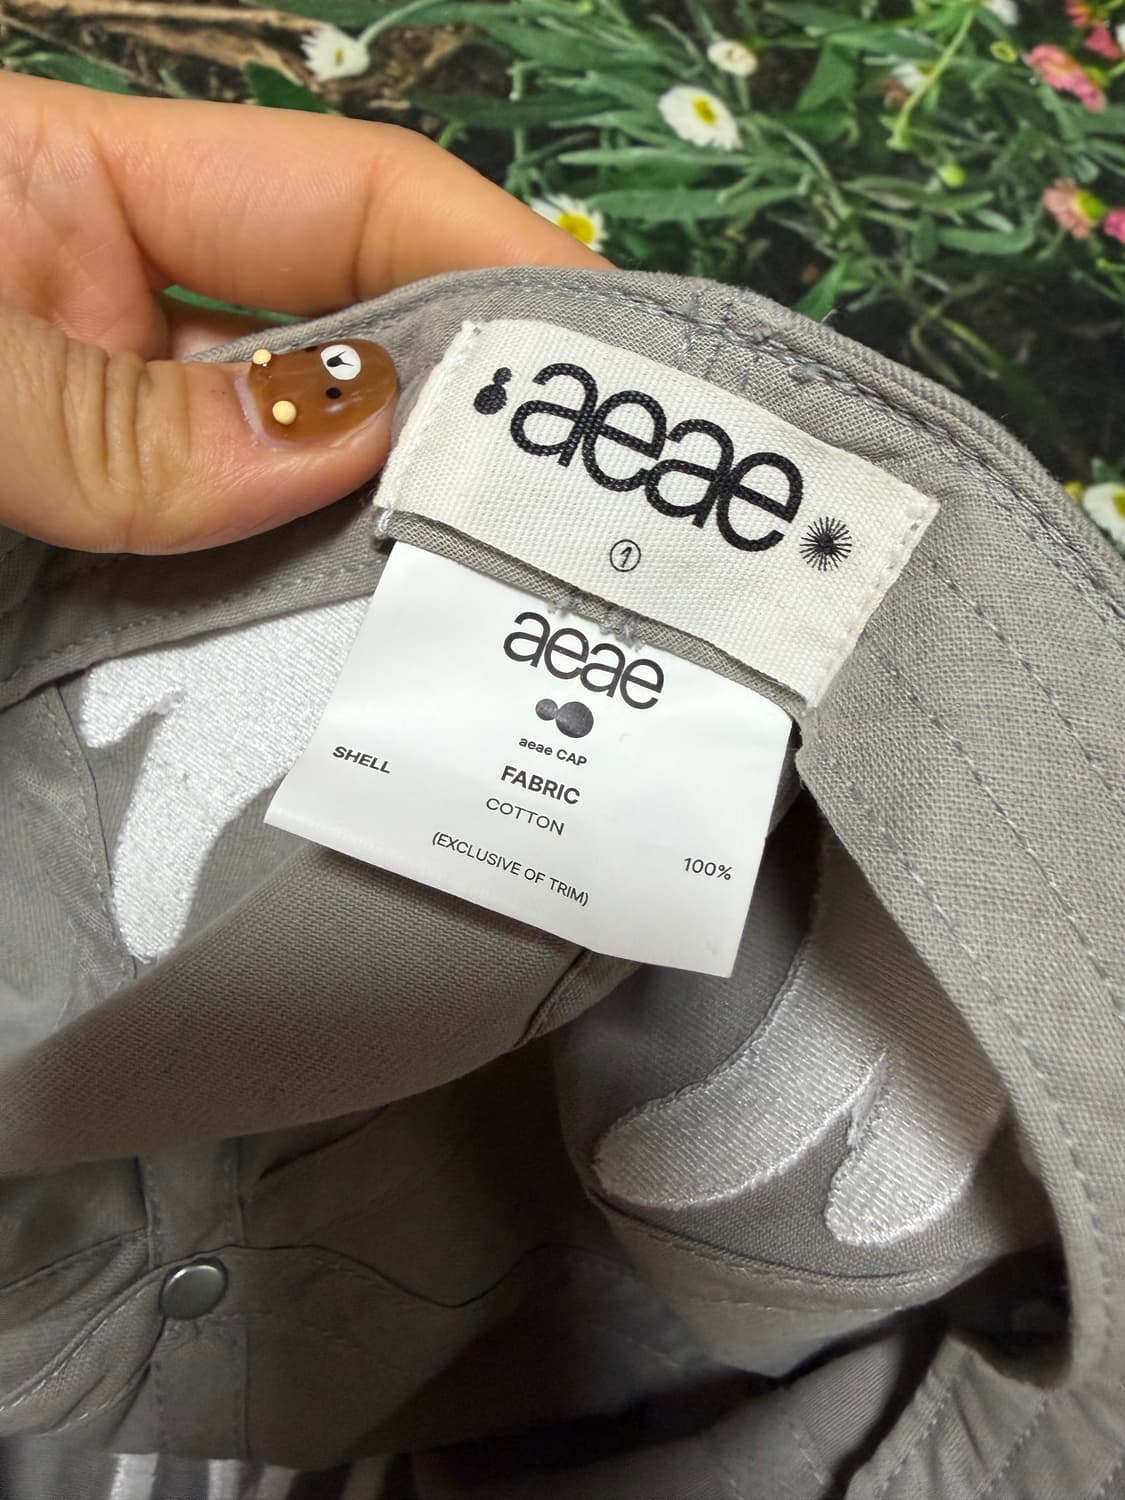 aeae
1
aeae
aeae CAP
FABRIC
SHELL
COTTON
100%
(EXCLUSIVE OF TRIM)